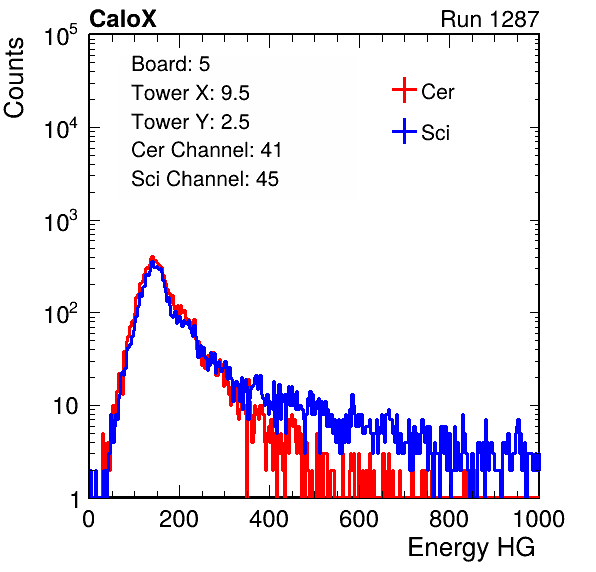 CaloX Run 1287
Counts
10^5
10^4
10^3
10^2
10
1
Board: 5
Tower X: 9.5
Tower Y: 2.5
Cer Channel: 41
Sci Channel: 45
Cer
Sci
0 200 400 600 800 1000
Energy HG